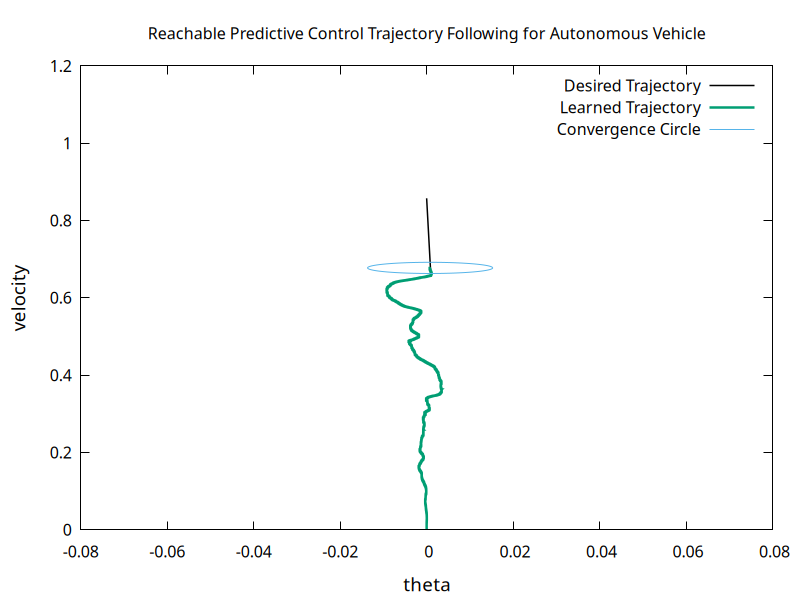 Reachable Predictive Control Trajectory Following for Autonomous Vehicle
Desired Trajectory
Learned Trajectory
Convergence Circle
1.2
1
0.8
0.6
0.4
0.2
0
velocity
-0.08 -0.06 -0.04 -0.02 0 0.02 0.04 0.06 0.08
theta